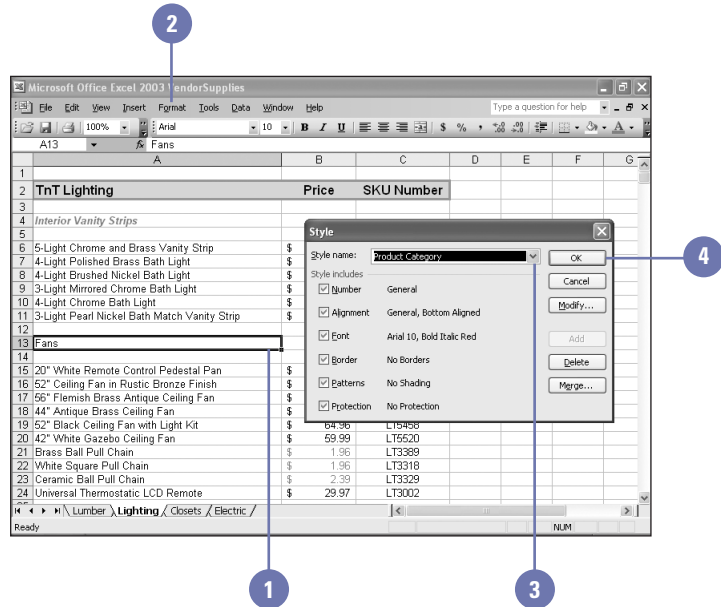 2
Microsoft Office Excel 2003 VendorSupplies
File Edit View Insert Format Tools Data Window Help Type a question for help
100% Arial 10 B I U $ % ,
A13 fx Fans
A B C D E F G
1
2 TnT Lighting Price SKU Number
3
4 Interior Vanity Strips
5
6 5-Light Chrome and Brass Vanity Strip $
7 4-Light Polished Brass Bath Light $
8 4-Light Brushed Nickel Bath Light $
9 3-Light Mirrored Chrome Bath Light $
10 4-Light Chrome Bath Light $
11 3-Light Pearl Nickel Bath Match Vanity Strip $
12
13 Fans
14
15 20" White Remote Control Pedestal Pan $
16 52" Ceiling Fan in Rustic Bronze Finish $
17 56" Flemish Brass Antique Ceiling Fan $
18 44" Antique Brass Ceiling Fan $
19 52" Black Ceiling Fan with Light Kit $ 64.96 LT5458
20 42" White Gazebo Ceiling Fan $ 59.99 LT5520
21 Brass Ball Pull Chain $ 1.96 LT3389
22 White Square Pull Chain $ 1.96 LT3318
23 Ceramic Ball Pull Chain $ 2.39 LT3329
24 Universal Thermostatic LCD Remote $ 29.97 LT3002
Style
Style name: Product Category OK
Style includes Cancel
Number General
Modify...
Alignment General, Bottom Aligned
Font Arial 10, Bold Italic Red Add
Border No Borders Delete
Patterns No Shading Merge...
Protection No Protection
4
Lumber Lighting Closets Electric
Ready NUM
1
3